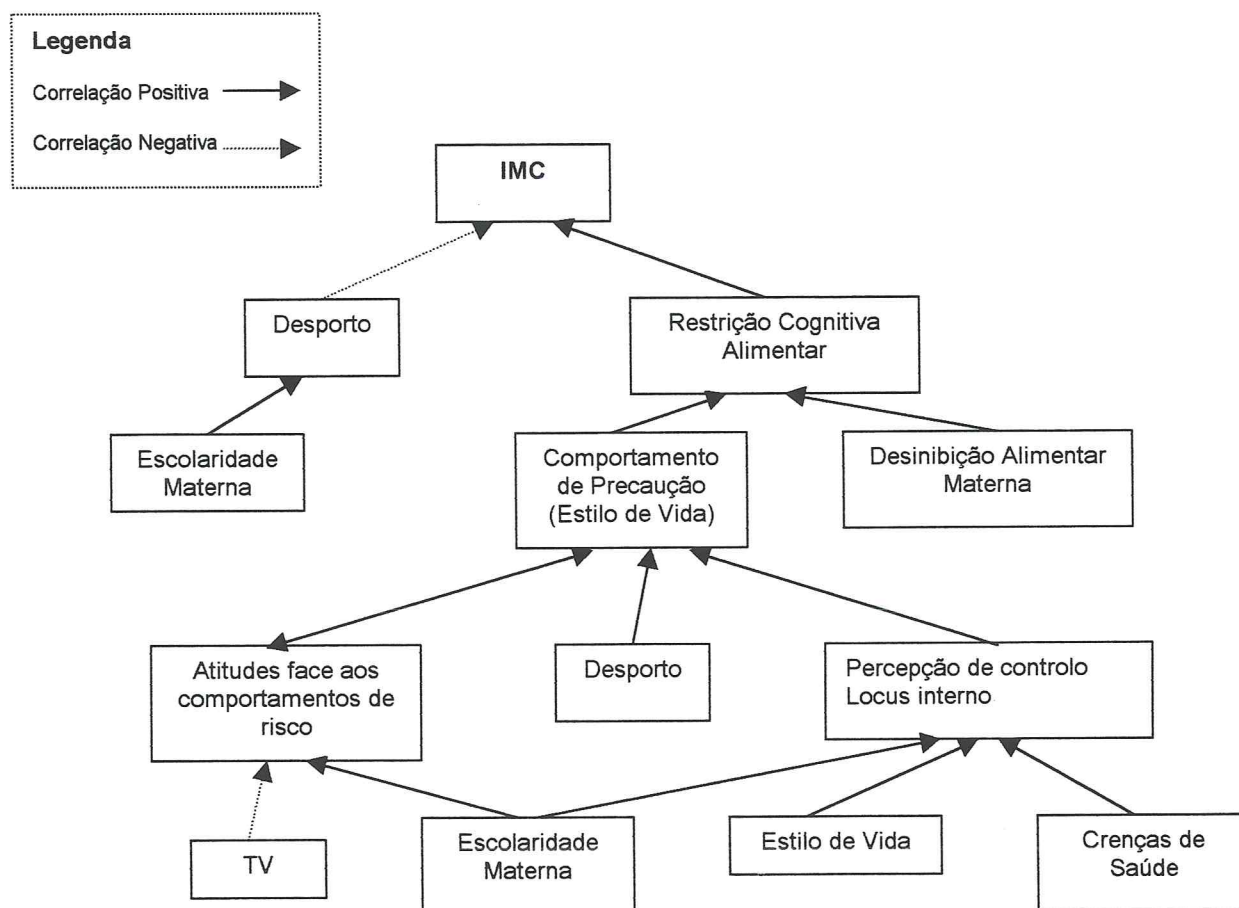 Legenda
Correlação Positiva
Correlação Negativa
IMC
Desporto
Restrição Cognitiva
Alimentar
Escolaridade
Materna
Comportamento
de Precaução
(Estilo de Vida)
Desinibição Alimentar
Materna
Atitudes face aos
comportamentos de
risco
Desporto
Percepção de controlo
Locus interno
TV
Escolaridade
Materna
Estilo de Vida
Crenças de
Saúde